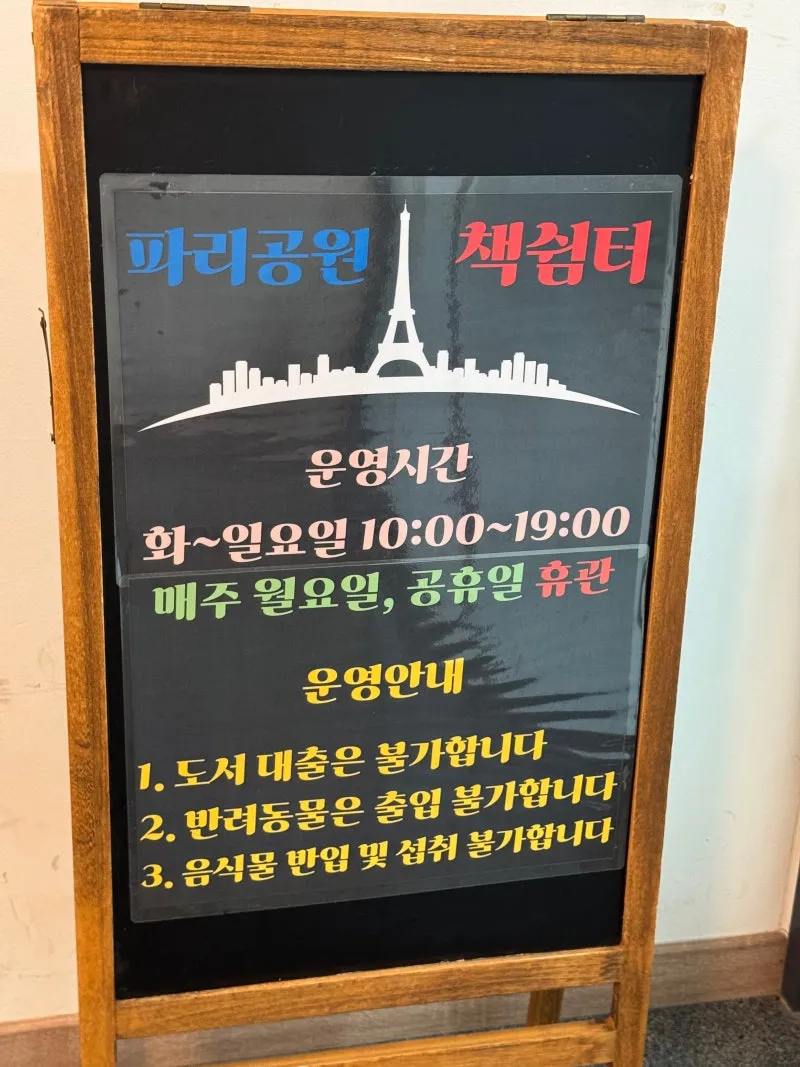 파리공원 책쉼터
운영시간
화~일요일 10:00~19:00
매주 월요일, 공휴일 휴관
운영안내
1. 도서 대출은 불가합니다
2. 반려동물은 출입 불가합니다
3. 음식물 반입 및 섭취 불가합니다